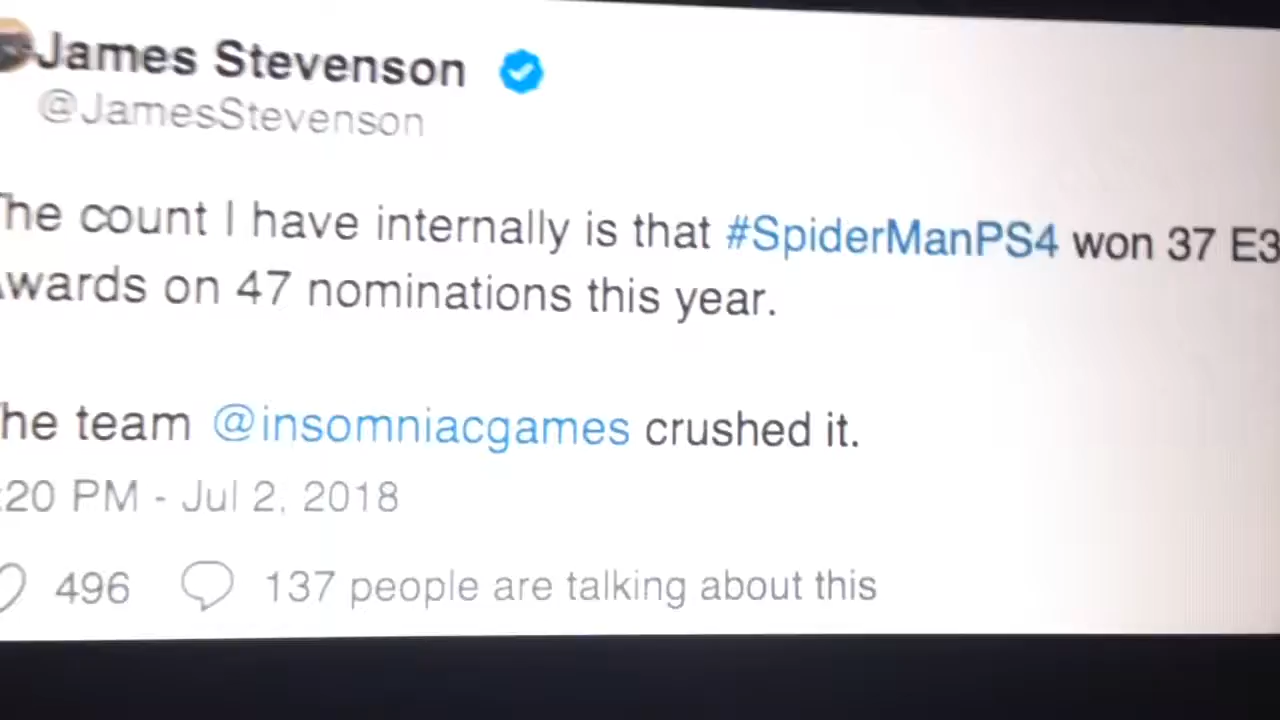 James Stevenson
@JamesStevenson
The count I have internally is that #SpiderManPS4 won 37 E3
wards on 47 nominations this year.
he team @insomniacgames crushed it.
:20 PM - Jul 2, 2018
496 137 people are talking about this